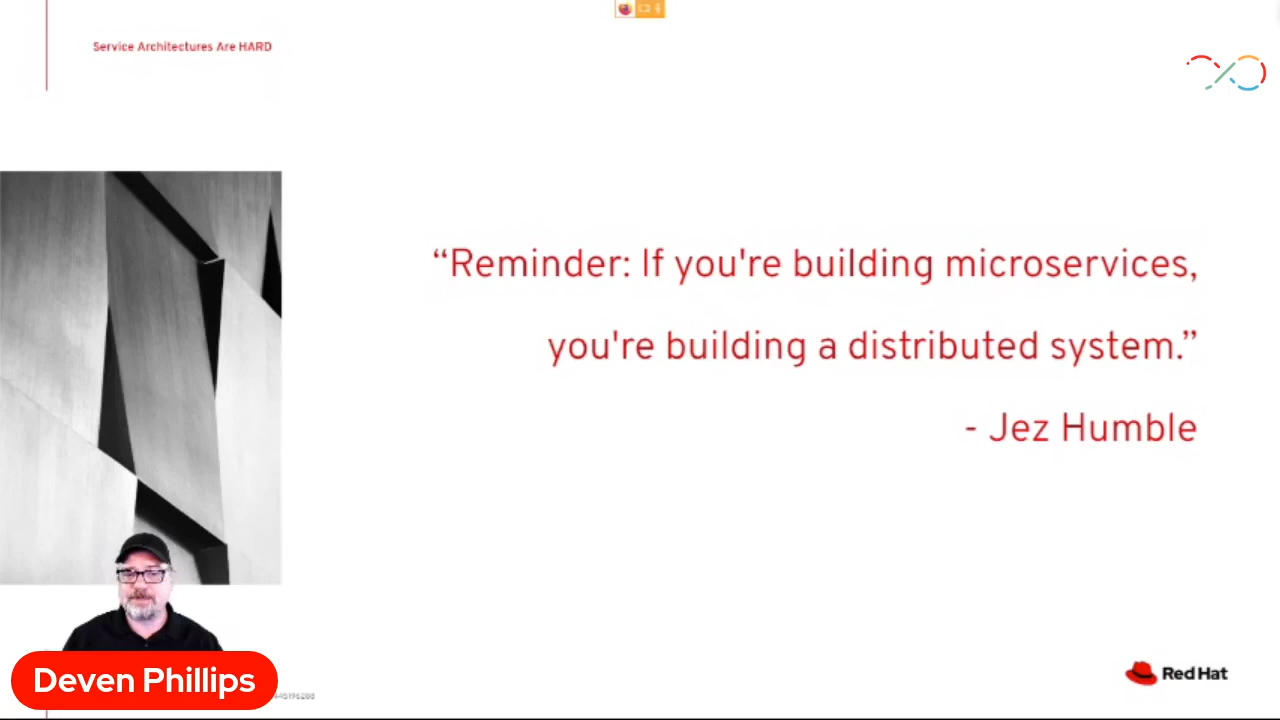 Service Architectures Are HARD
“Reminder: If you're building microservices,
you're building a distributed system.”
- Jez Humble
Deven Phillips
Red Hat